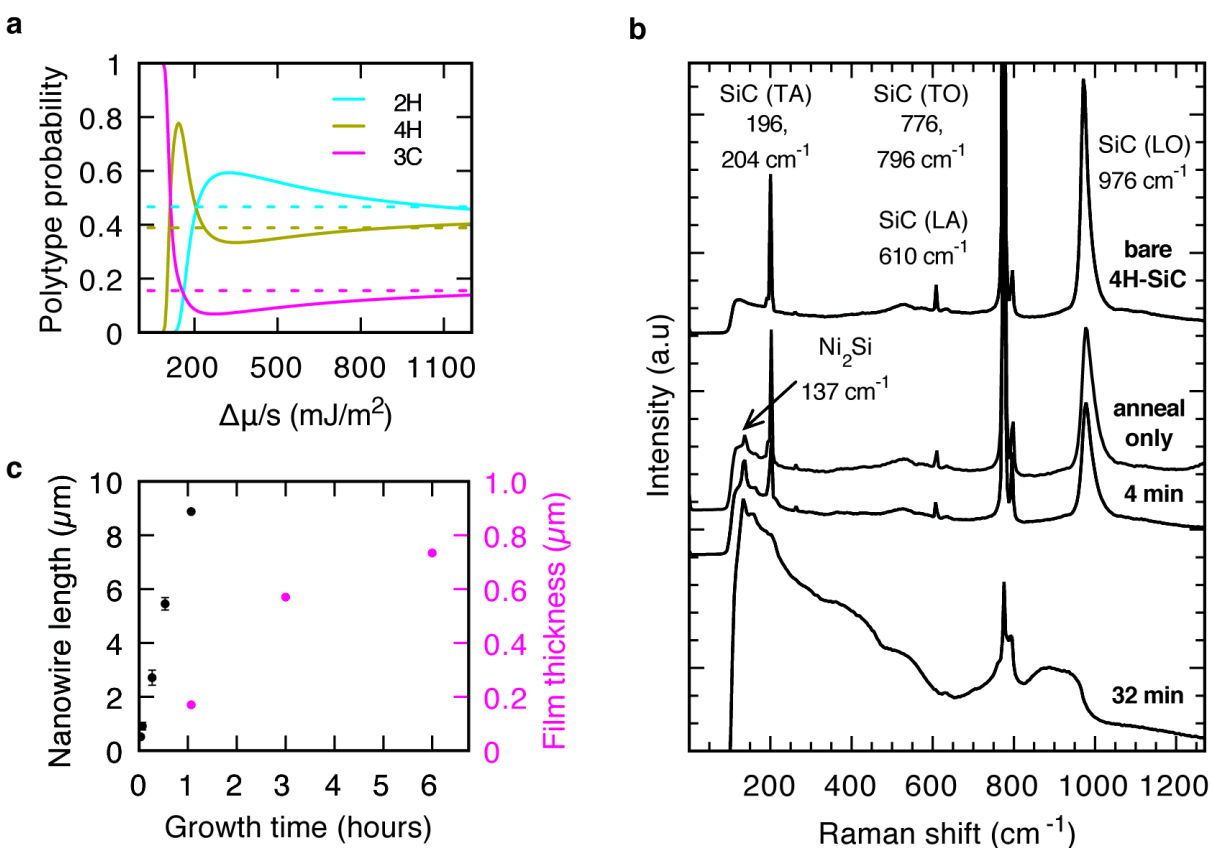 a
Polytype probability
1
0.8
0.6
0.4
0.2
0
2H
4H
3C
200 500 800 1100
Δμ/s (mJ/m²)
b
Intensity (a.u)
SiC (TA)
196,
204 cm⁻¹
SiC (TO)
776,
796 cm⁻¹
SiC (LA)
610 cm⁻¹
SiC (LO)
976 cm⁻¹
bare
4H-SiC
Ni₂Si
137 cm⁻¹
anneal
only
4 min
32 min
200 400 600 800 1000 1200
Raman shift (cm⁻¹)
c
Nanowire length (μm)
10
8
6
4
2
0
1.0
0.8
0.6
0.4
0.2
0
Film thickness (μm)
0 1 2 3 4 5 6
Growth time (hours)